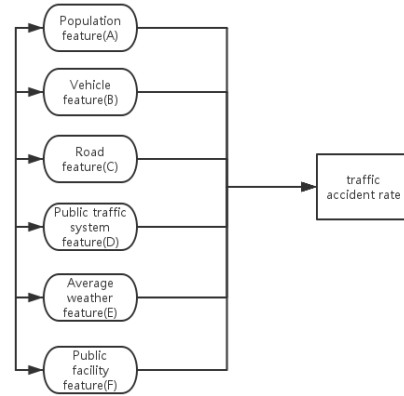 Population
feature(A)
Vehicle
feature(B)
Road
feature(C)
Public traffic
system
feature(D)
Average
weather
feature(E)
Public
facility
feature(F)
traffic
accident rate